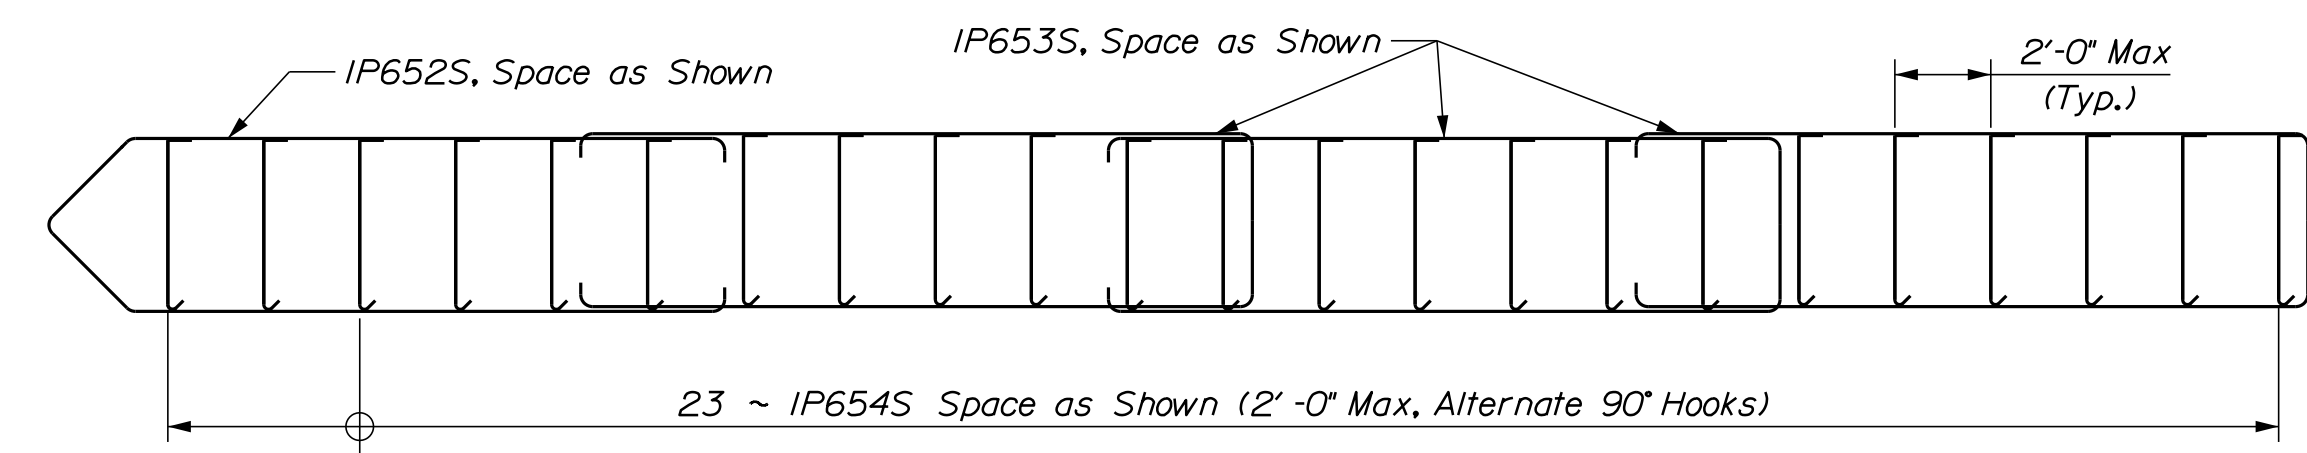 IP653S, Space as Shown
IP652S, Space as Shown
2'-0" Max
(Typ.)
23 ~ IP654S Space as Shown (2' -0" Max, Alternate 90° Hooks)